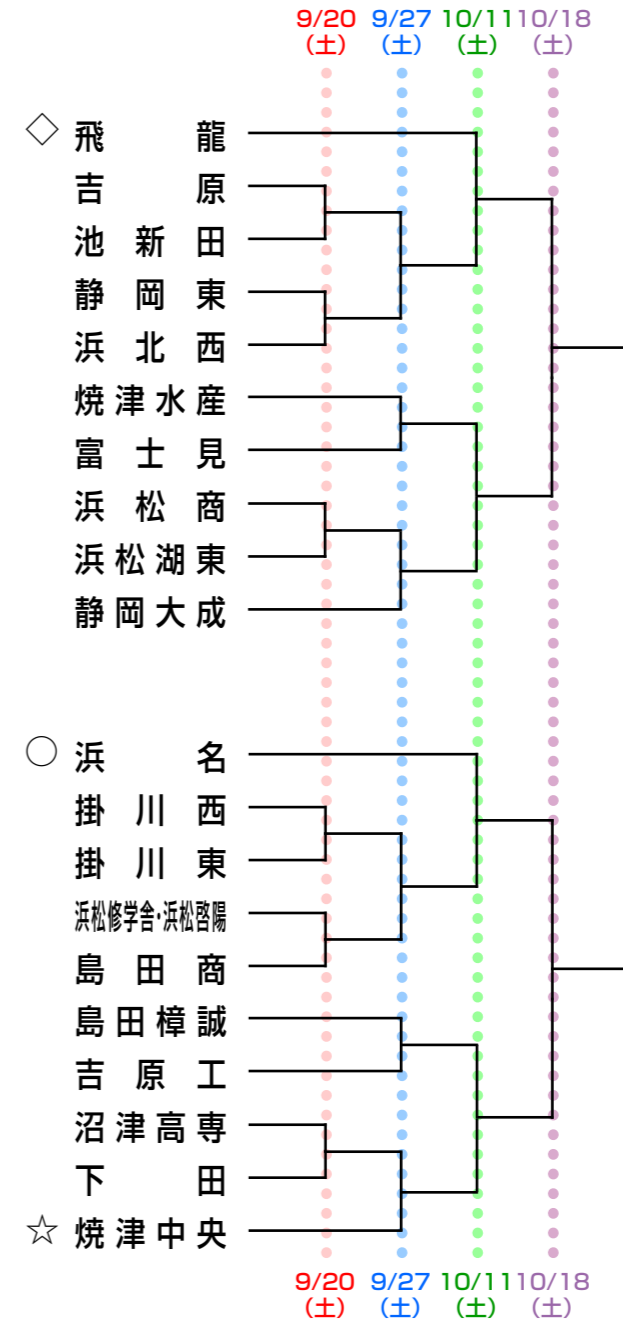 9/20 9/27 10/11 10/18
(土) (土) (土) (土)
◇ 飛龍
吉原
池新田
静岡東
浜北西
焼津水産
富士見
浜松商
浜松湖東
静岡大成
○ 浜名
掛川西
掛川東
浜松修学舎・浜松啓陽
島田商
島田樟誠
吉原工
沼津高専
下田
☆ 焼津中央
9/20 9/27 10/11 10/18
(土) (土) (土) (土)